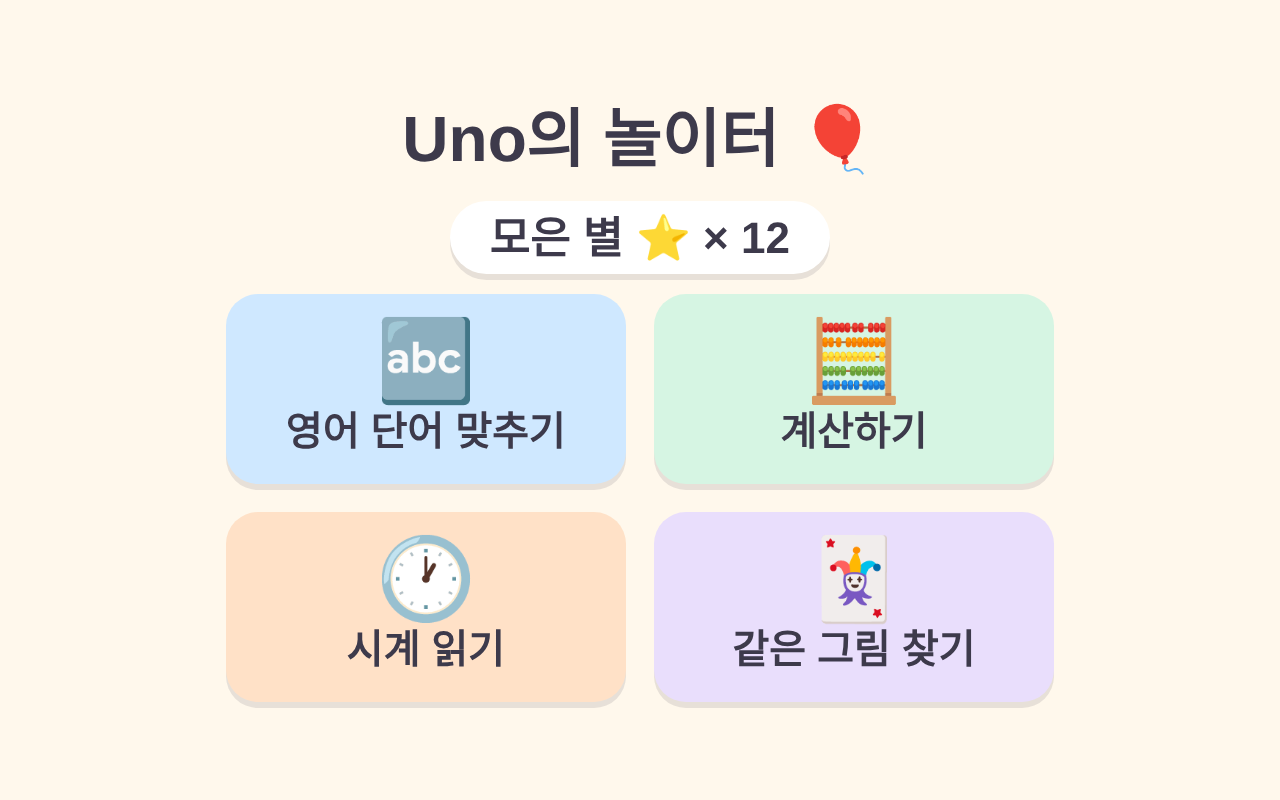 Uno의 놀이터 🎈
모은 별 ⭐ × 12
abc
영어 단어 맞추기
계산하기
시계 읽기
같은 그림 찾기